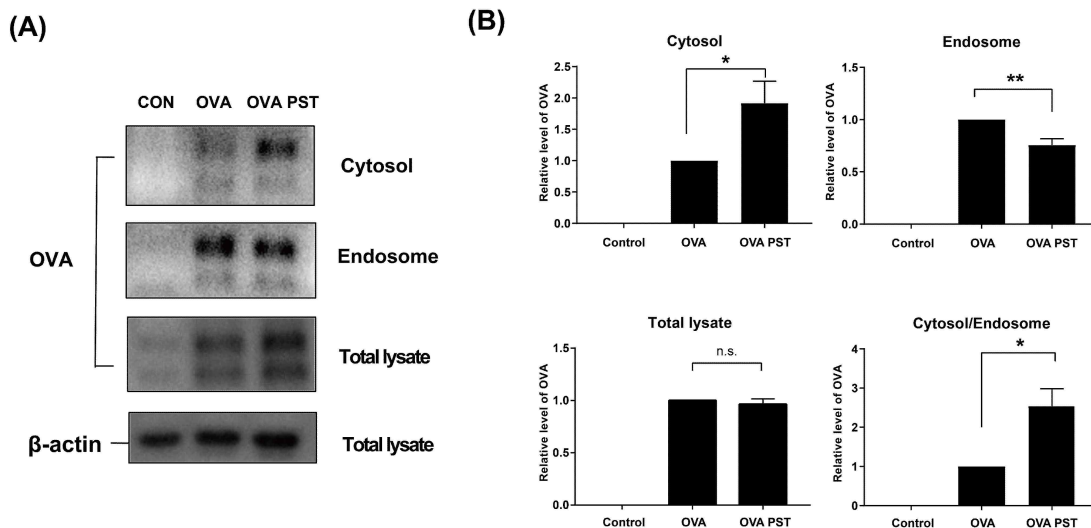 (A)
CON OVA OVA PST
Cytosol
Endosome
OVA
Total lysate
β-actin
Total lysate
(B)
Cytosol
Relative level of OVA
2.5
2.0
1.5
1.0
0.5
0.0
*
Control OVA OVA PST
Endosome
Relative level of OVA
1.5
1.0
0.5
0.0
**
Control OVA OVA PST
Total lysate
Relative level of OVA
1.5
1.0
0.5
0.0
n.s.
Control OVA OVA PST
Cytosol/Endosome
Relative level of OVA
4
3
2
1
0
*
Control OVA OVA PST